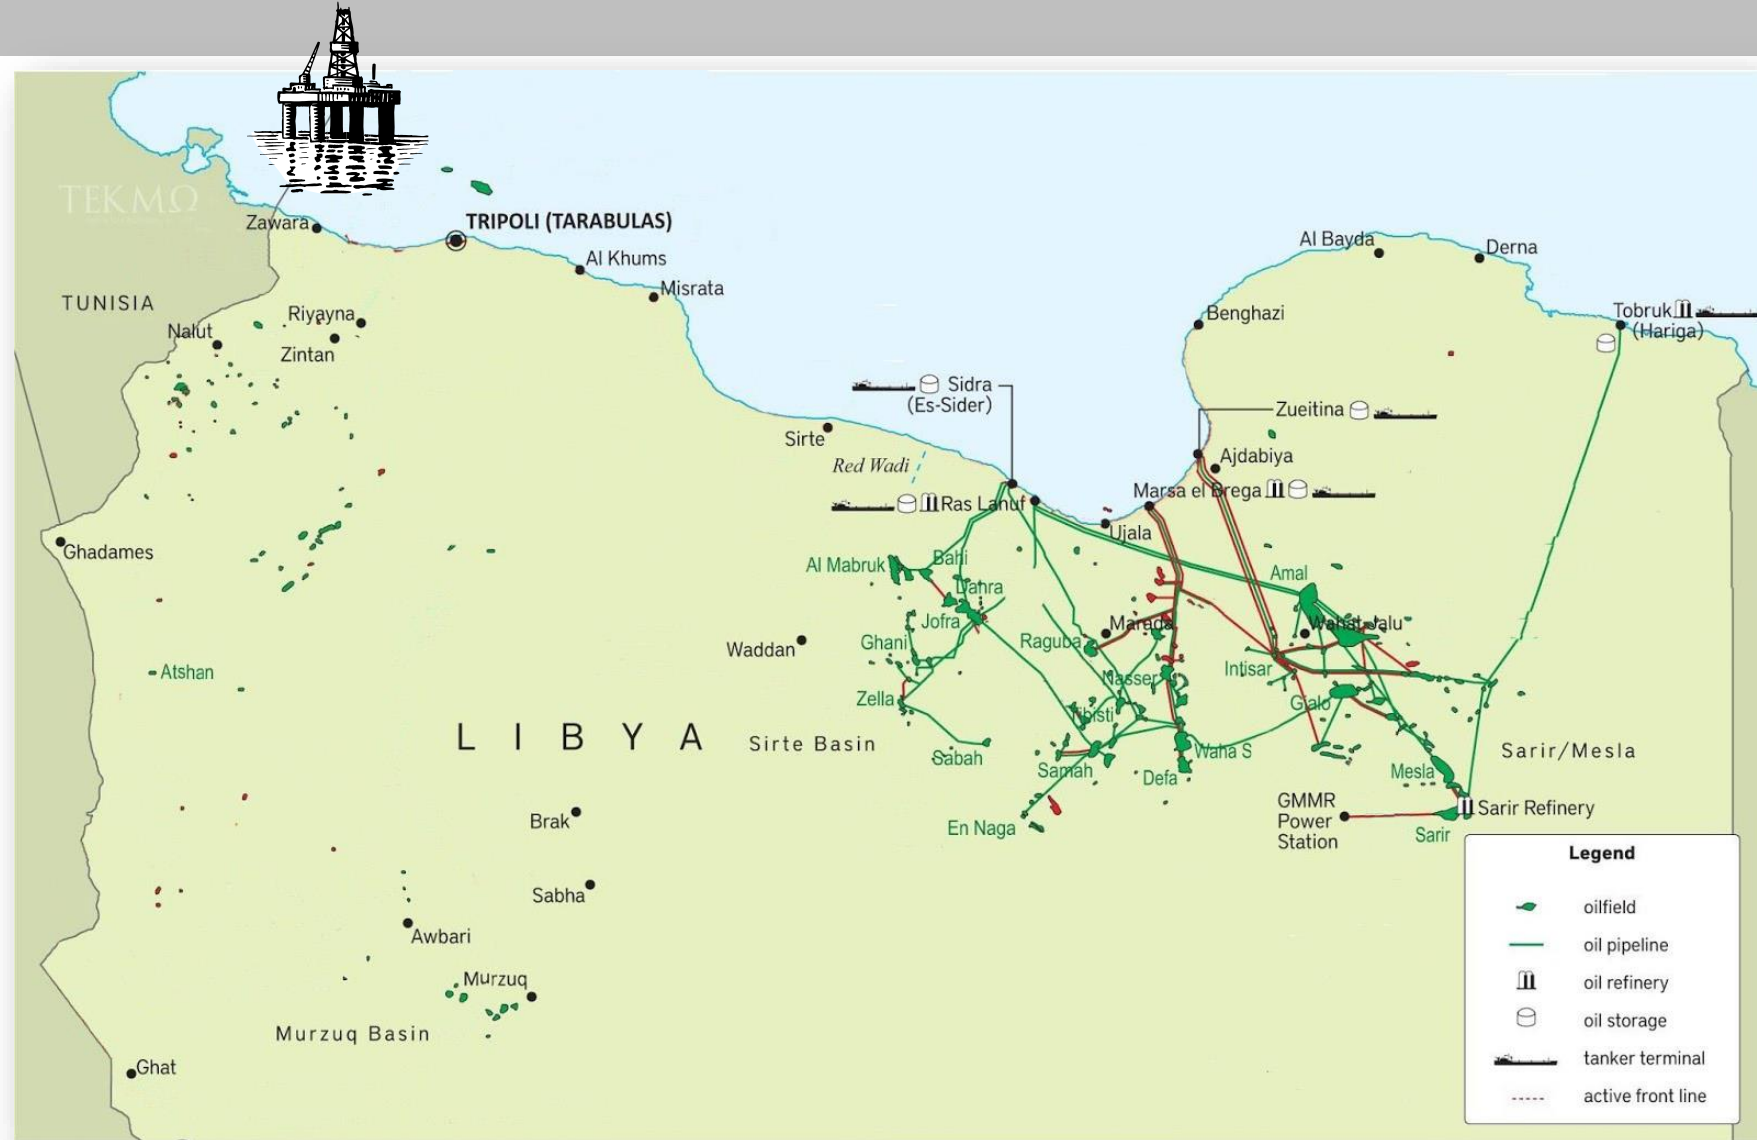 TEKMΩ
Zawara
TRIPOLI (TARABULAS)
Al Khums
Misrata
TUNISIA
Nalut
Riyayna
Zintan
Al Bayda
Derna
Benghazi
Tobruk
(Hariga)
Sidra
(Es-Sider)
Zueitina
Sirte
Red Wadi
Ajdabiya
Marsa el Brega
Ras Lanuf
Ujala
Ghadames
Al Mabruk
Bahi
Dahra
Amal
Jofra
Marada
Wahat Jalu
Ghani
Raguba
Waddan
Atshan
Intisar
Nasser
Zella
Gialo
Tibisti
L I B Y A
Sirte Basin
Sabah
Waha S
Sarir/Mesla
Samah
Defa
Mesla
GMMR
Power
Station
Sarir Refinery
Brak
En Naga
Sarir
Sabha
Awbari
Murzuq
Murzuq Basin
Ghat
Legend
oilfield
oil pipeline
oil refinery
oil storage
tanker terminal
active front line